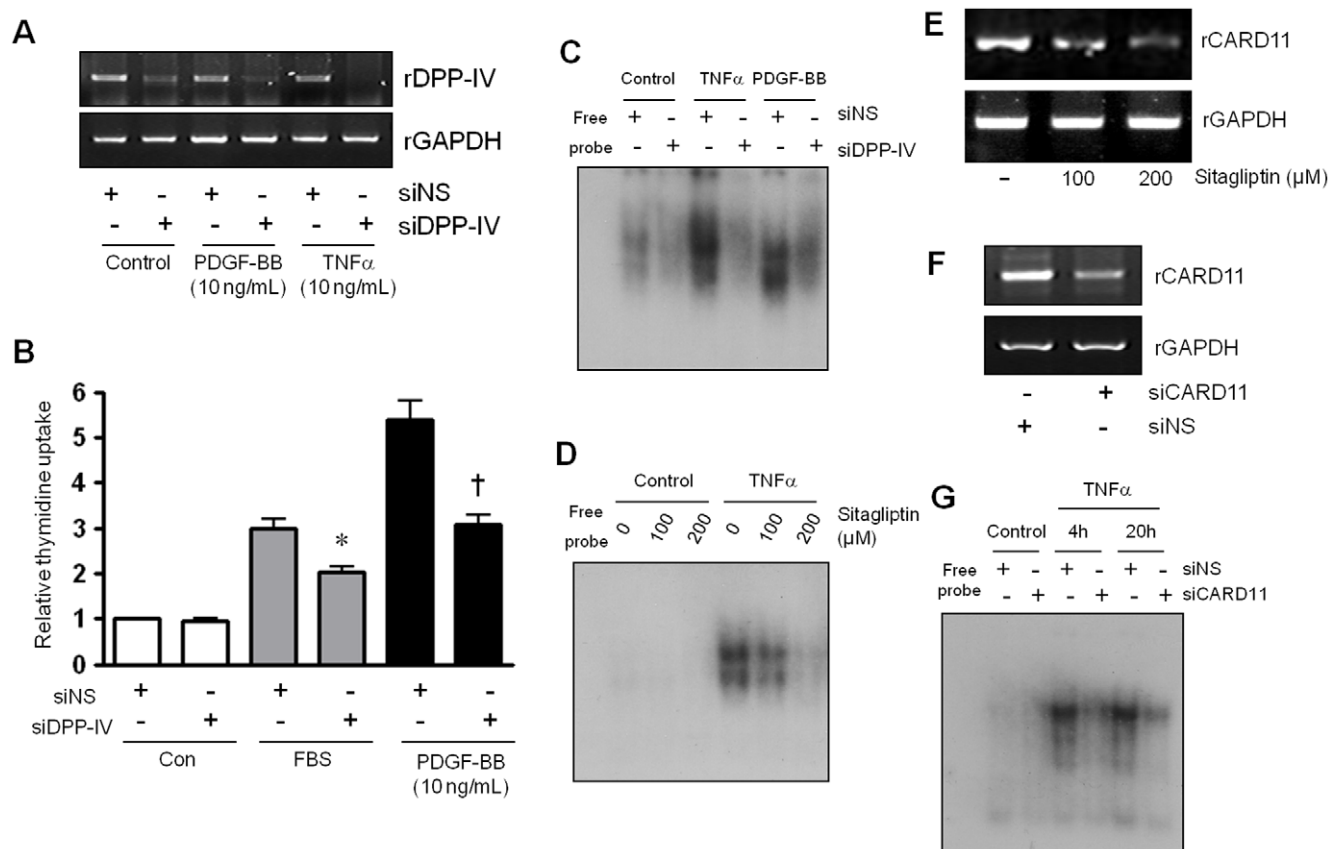 A
rDPP-IV
rGAPDH
+ - + - + - siNS
- + - + - + siDPP-IV
Control PDGF-BB TNFα
(10 ng/mL) (10 ng/mL)
B
6
5
4
3
2
1
0
Relative thymidine uptake
*
†
siNS + - + - + -
siDPP-IV - + - + - +
Con FBS PDGF-BB
(10 ng/mL)
C
Control TNFα PDGF-BB
Free + - + - + - siNS
probe - + - + - + siDPP-IV
D
Control TNFα
Free 0 100 200 0 100 200 Sitagliptin
probe (μM)
E
rCARD11
rGAPDH
- 100 200 Sitagliptin (μM)
F
rCARD11
rGAPDH
- + siCARD11
+ - siNS
G
TNFα
Control 4h 20h
Free + - + - + - siNS
probe - + - + - + siCARD11